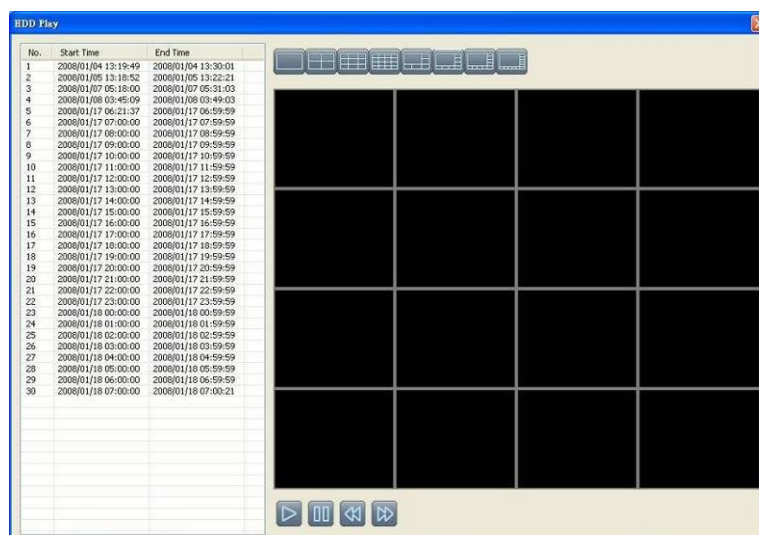 HDD Play
No. Start Time End Time
1 2008/01/04 13:19:49 2008/01/04 13:30:01
2 2008/01/05 13:18:52 2008/01/05 13:22:21
3 2008/01/07 05:18:00 2008/01/07 05:31:03
4 2008/01/08 03:45:09 2008/01/08 03:49:03
5 2008/01/17 06:21:37 2008/01/17 06:59:59
6 2008/01/17 07:00:00 2008/01/17 07:59:59
7 2008/01/17 08:00:00 2008/01/17 08:59:59
8 2008/01/17 09:00:00 2008/01/17 09:59:59
9 2008/01/17 10:00:00 2008/01/17 10:59:59
10 2008/01/17 11:00:00 2008/01/17 11:59:59
11 2008/01/17 12:00:00 2008/01/17 12:59:59
12 2008/01/17 13:00:00 2008/01/17 13:59:59
13 2008/01/17 14:00:00 2008/01/17 14:59:59
14 2008/01/17 15:00:00 2008/01/17 15:59:59
15 2008/01/17 16:00:00 2008/01/17 16:59:59
16 2008/01/17 17:00:00 2008/01/17 17:59:59
17 2008/01/17 18:00:00 2008/01/17 18:59:59
18 2008/01/17 19:00:00 2008/01/17 19:59:59
19 2008/01/17 20:00:00 2008/01/17 20:59:59
20 2008/01/17 21:00:00 2008/01/17 21:59:59
21 2008/01/17 22:00:00 2008/01/17 22:59:59
22 2008/01/17 23:00:00 2008/01/17 23:59:59
23 2008/01/18 00:00:00 2008/01/18 00:59:59
24 2008/01/18 01:00:00 2008/01/18 01:59:59
25 2008/01/18 02:00:00 2008/01/18 02:59:59
26 2008/01/18 03:00:00 2008/01/18 03:59:59
27 2008/01/18 04:00:00 2008/01/18 04:59:59
28 2008/01/18 05:00:00 2008/01/18 05:59:59
29 2008/01/18 06:00:00 2008/01/18 06:59:59
30 2008/01/18 07:00:00 2008/01/18 07:00:21